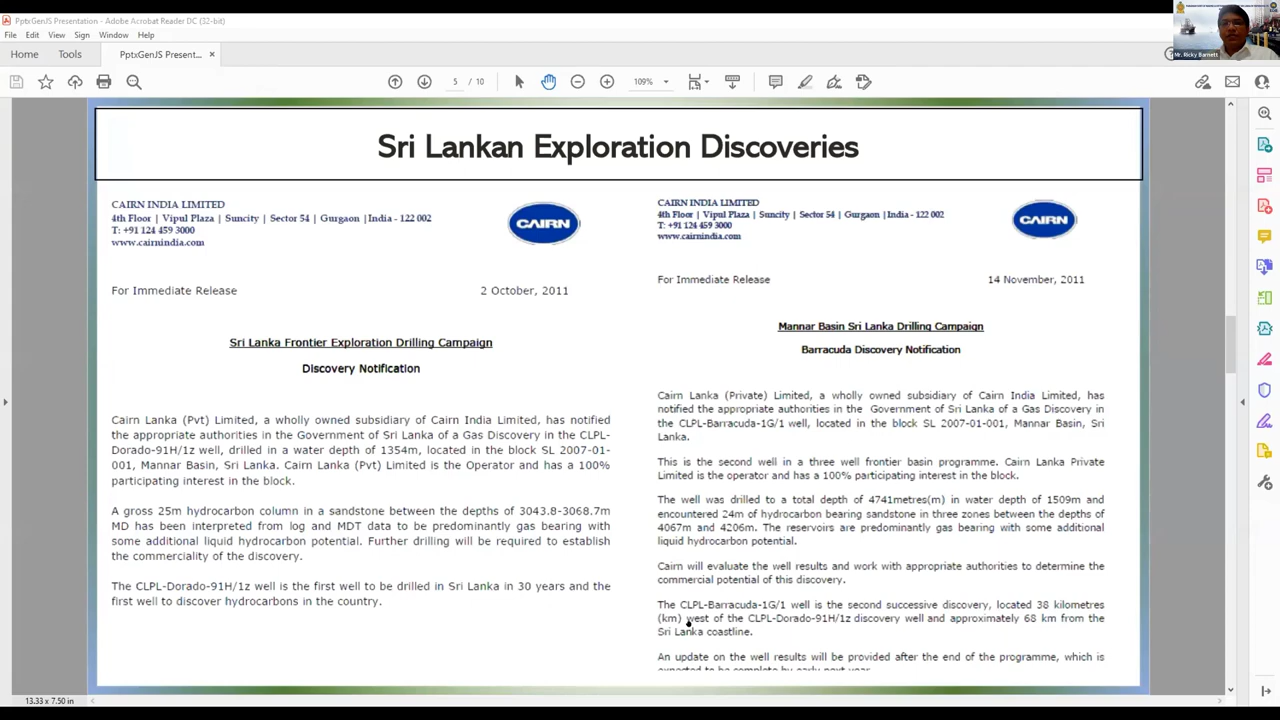 PptxGenJS Presentation - Adobe Acrobat Reader DC (32-bit)
File Edit View Sign Window Help
Home Tools PptxGenJS Present... ×
5 / 10 109%
Mr. Ricky Barnett
Sri Lankan Exploration Discoveries
CAIRN INDIA LIMITED
4th Floor | Vipul Plaza | Suncity | Sector 54 | Gurgaon |India - 122 002
T: +91 124 459 3000
www.cairnindia.com
CAIRN
For Immediate Release 2 October, 2011
Sri Lanka Frontier Exploration Drilling Campaign
Discovery Notification
Cairn Lanka (Pvt) Limited, a wholly owned subsidiary of Cairn India Limited, has notified
the appropriate authorities in the Government of Sri Lanka of a Gas Discovery in the CLPL-
Dorado-91H/1z well, drilled in a water depth of 1354m, located in the block SL 2007-01-
001, Mannar Basin, Sri Lanka. Cairn Lanka (Pvt) Limited is the Operator and has a 100%
participating interest in the block.
A gross 25m hydrocarbon column in a sandstone between the depths of 3043.8-3068.7m
MD has been interpreted from log and MDT data to be predominantly gas bearing with
some additional liquid hydrocarbon potential. Further drilling will be required to establish
the commerciality of the discovery.
The CLPL-Dorado-91H/1z well is the first well to be drilled in Sri Lanka in 30 years and the
first well to discover hydrocarbons in the country.
CAIRN INDIA LIMITED
4th Floor | Vipul Plaza | Suncity | Sector 54 | Gurgaon |India - 122 002
T: +91 124 459 3000
www.cairnindia.com
CAIRN
For Immediate Release 14 November, 2011
Mannar Basin Sri Lanka Drilling Campaign
Barracuda Discovery Notification
Cairn Lanka (Private) Limited, a wholly owned subsidiary of Cairn India Limited, has
notified the appropriate authorities in the Government of Sri Lanka of a Gas Discovery in
the CLPL-Barracuda-1G/1 well, located in the block SL 2007-01-001, Mannar Basin, Sri
Lanka.
This is the second well in a three well frontier basin programme. Cairn Lanka Private
Limited is the operator and has a 100% participating interest in the block.
The well was drilled to a total depth of 4741metres(m) in water depth of 1509m and
encountered 24m of hydrocarbon bearing sandstone in three zones between the depths of
4067m and 4206m. The reservoirs are predominantly gas bearing with some additional
liquid hydrocarbon potential.
Cairn will evaluate the well results and work with appropriate authorities to determine the
commercial potential of this discovery.
The CLPL-Barracuda-1G/1 well is the second successive discovery, located 38 kilometres
(km) west of the CLPL-Dorado-91H/1z discovery well and approximately 68 km from the
Sri Lanka coastline.
An update on the well results will be provided after the end of the programme, which is
expected to be complete by early next year.
13.33 x 7.50 in